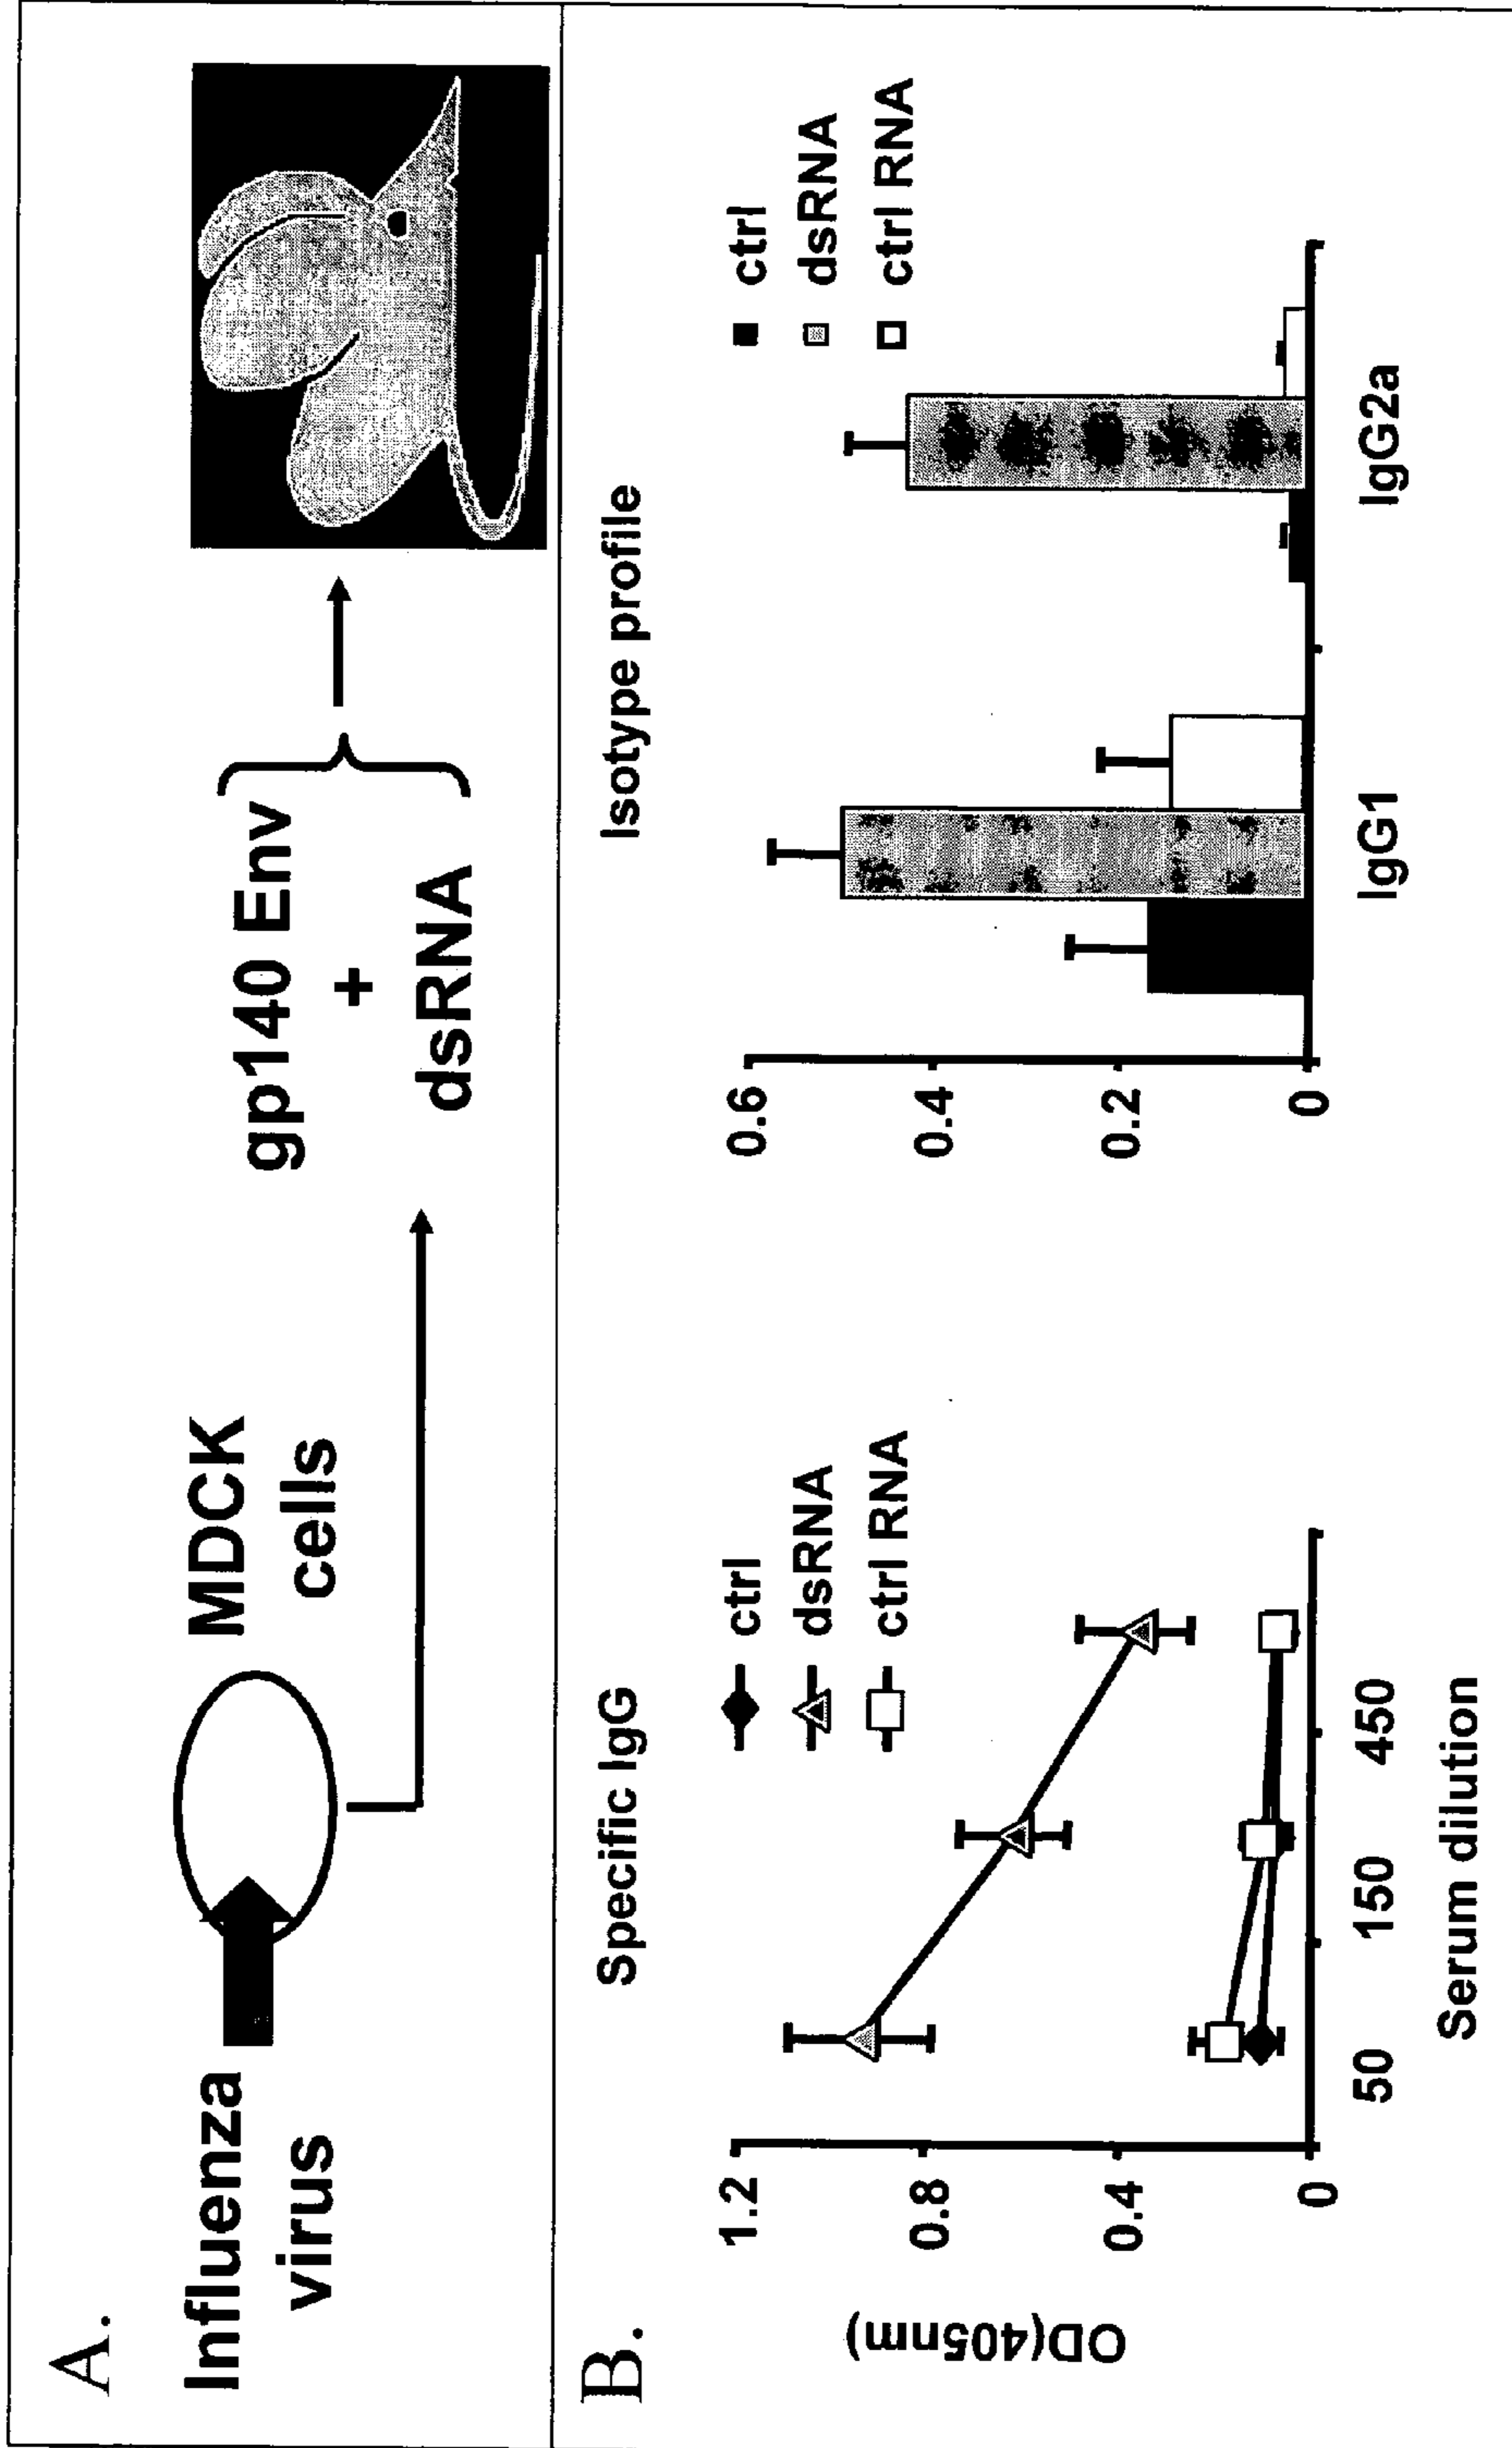 A.
Influenza
virus
MDCK
cells
gp140 Env
+
dsRNA
B.
Specific IgG
OD(405nm)
1.2
0.8
0.4
0
50
150
450
Serum dilution
ctrl
dsRNA
ctrl RNA
Isotype profile
0.6
0.4
0.2
0
IgG1
IgG2a
ctrl
dsRNA
ctrl RNA